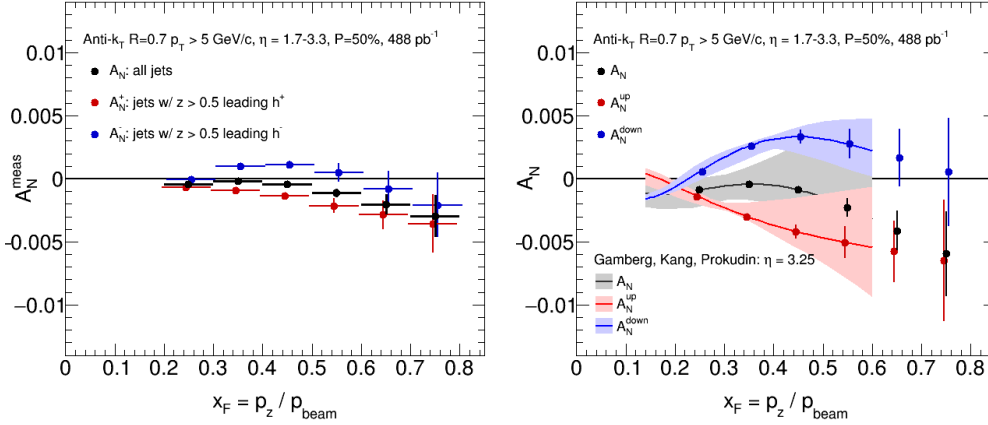 0.01
0.005
0
−0.005
−0.01
A_N^meas
Anti-k_T R=0.7 p_T > 5 GeV/c, η = 1.7-3.3, P=50%, 488 pb^-1
A_N: all jets
A_N^+: jets w/ z > 0.5 leading h^+
A_N^-: jets w/ z > 0.5 leading h^-
0 0.1 0.2 0.3 0.4 0.5 0.6 0.7 0.8
x_F = p_z / p_beam
0.01
0.005
0
−0.005
−0.01
A_N
Anti-k_T R=0.7 p_T > 5 GeV/c, η = 1.7-3.3, P=50%, 488 pb^-1
A_N
A_N^up
A_N^down
Gamberg, Kang, Prokudin: η = 3.25
A_N
A_N^up
A_N^down
0 0.1 0.2 0.3 0.4 0.5 0.6 0.7 0.8
x_F = p_z / p_beam